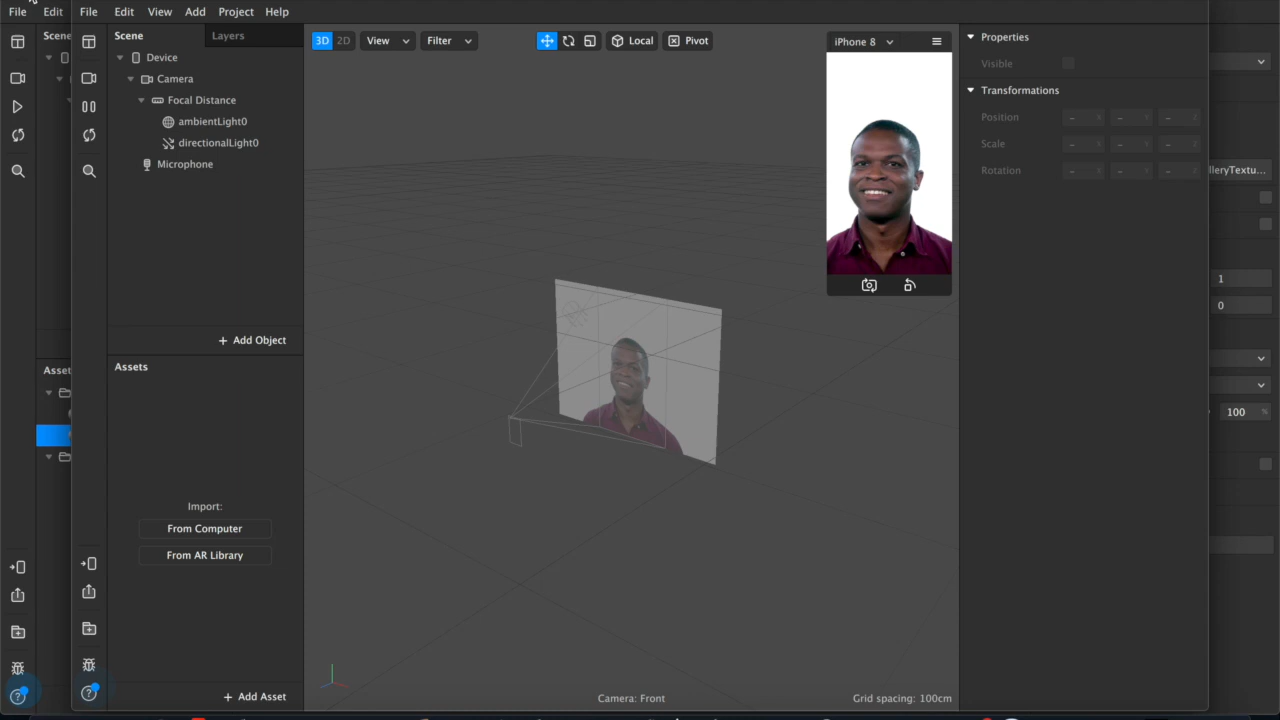 File Edit
File Edit View Add Project Help
Scene
Scene Layers
Device
Camera
Focal Distance
ambientLight0
directionalLight0
Microphone
+ Add Object
Assets
Import:
From Computer
From AR Library
+ Add Asset
3D 2D View Filter Local Pivot
iPhone 8
Camera: Front
Grid spacing: 100cm
Properties
Visible
Transformations
Position – X – Y – Z
Scale – X – Y – Z
Rotation – X – Y – Z
lleryTextu...
1
0
100 %